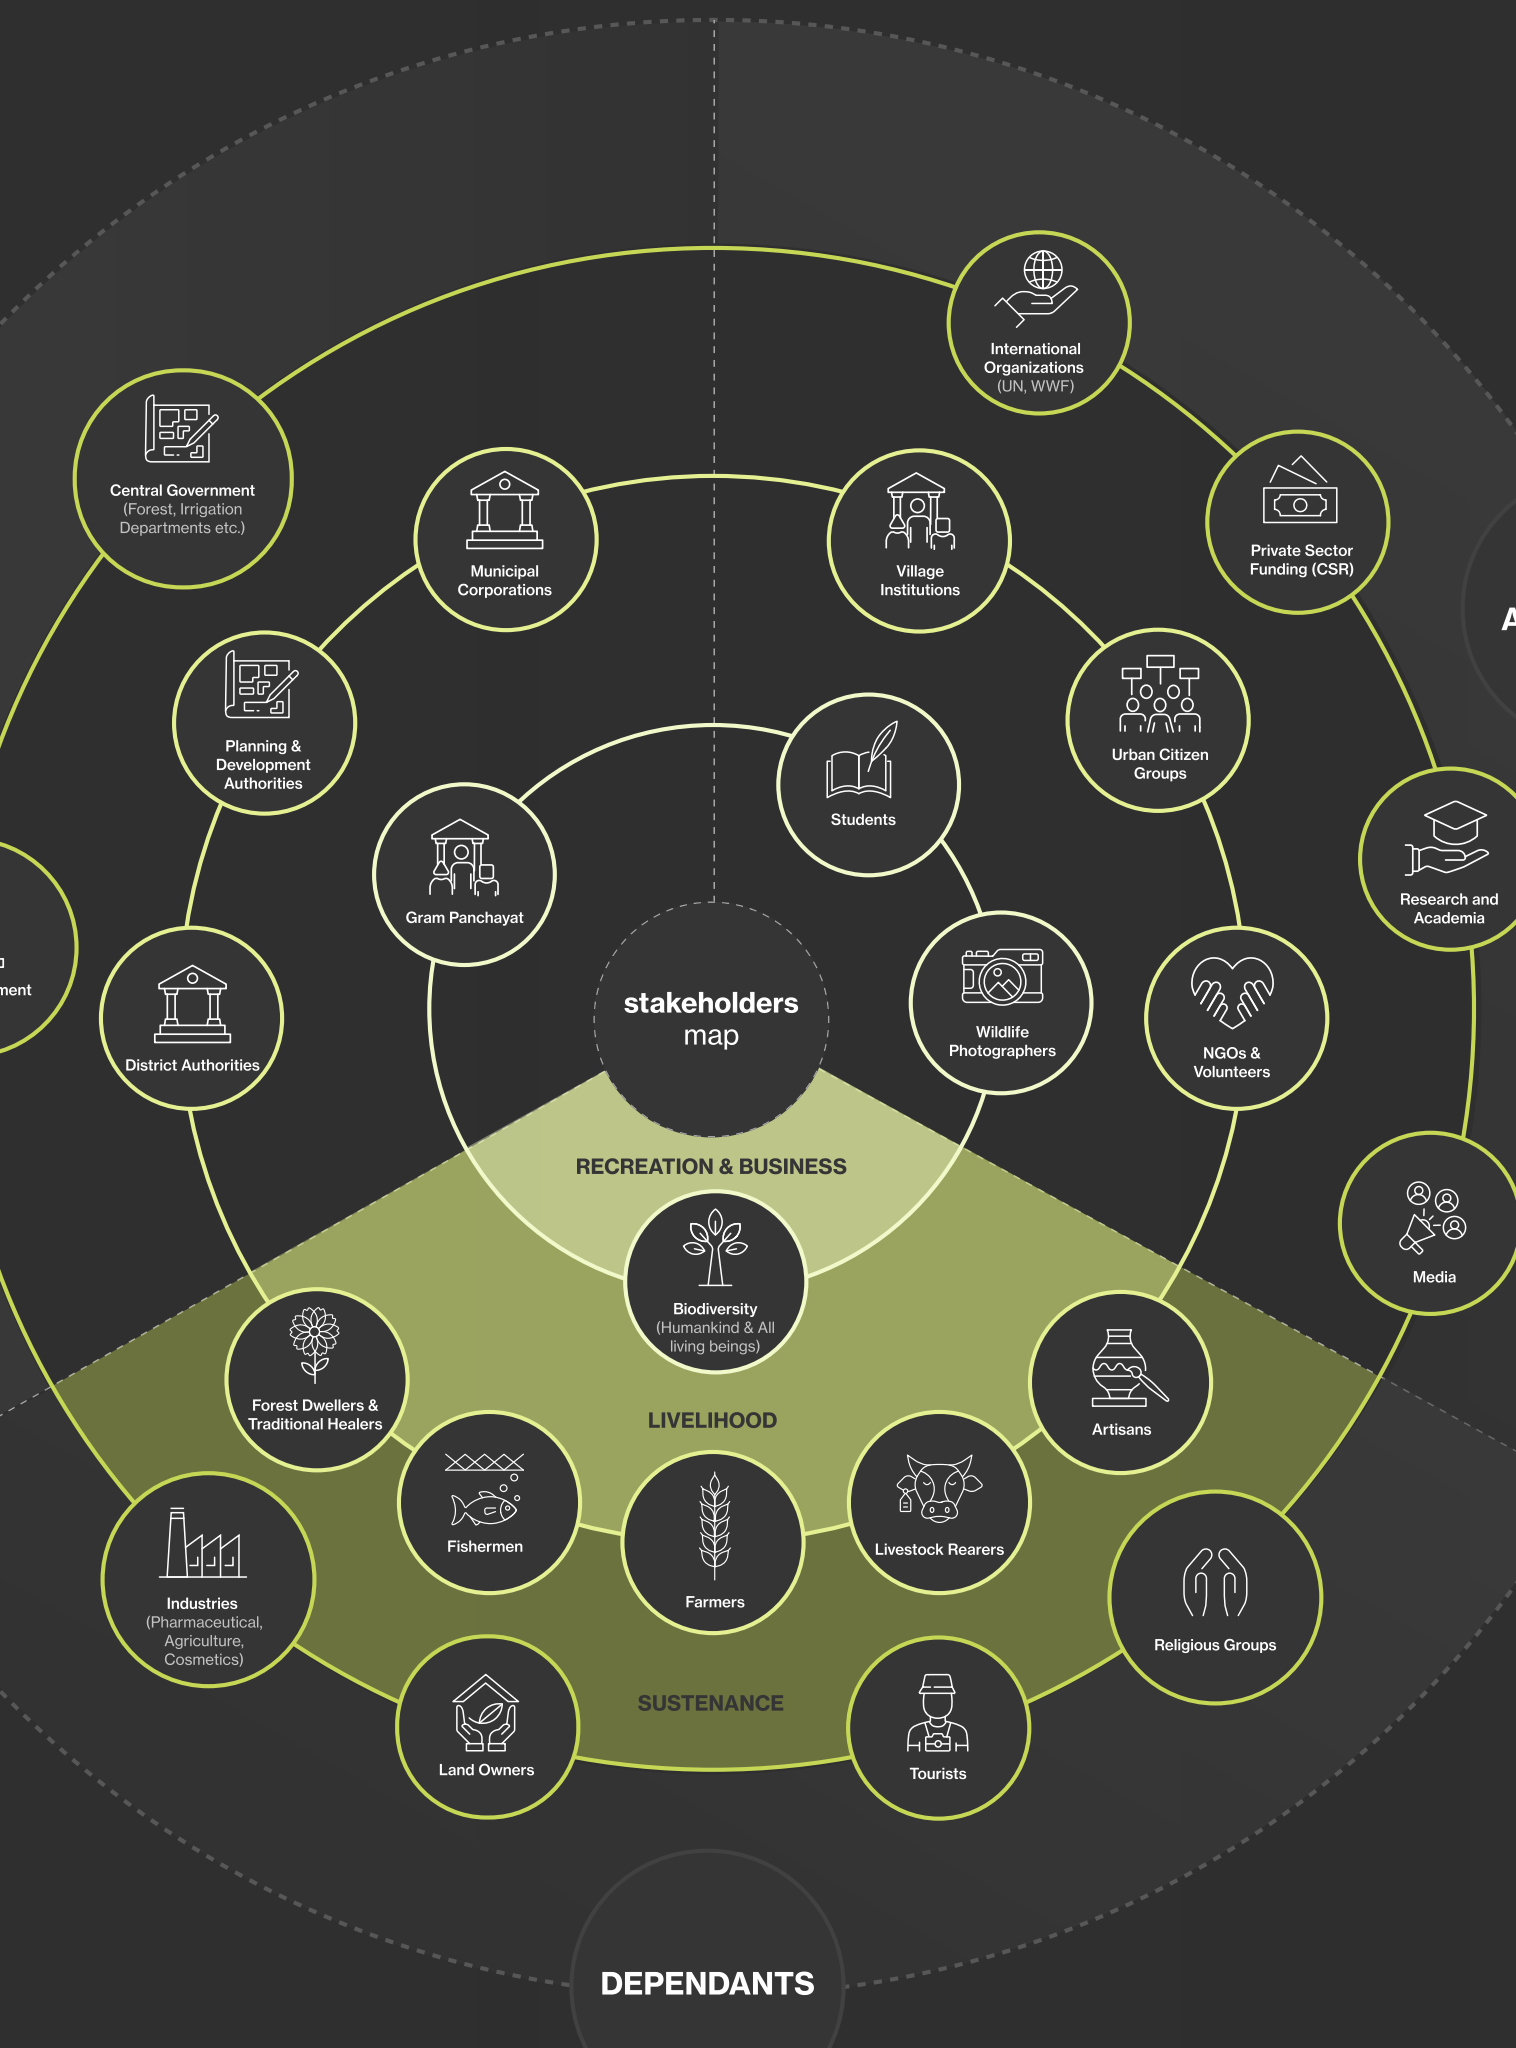 International
Organizations
(UN, WWF)
Central Government
(Forest, Irrigation
Departments etc.)
Private Sector
Funding (CSR)
Municipal
Corporations
Village
Institutions
A
Planning &
Development
Authorities
Urban Citizen
Groups
Students
Gram Panchayat
Research and
Academia
ment
stakeholders
map
District Authorities
Wildlife
Photographers
NGOs &
Volunteers
RECREATION & BUSINESS
Media
Biodiversity
(Humankind & All
living beings)
Forest Dwellers &
Traditional Healers
LIVELIHOOD
Artisans
Fishermen
Farmers
Livestock Rearers
Industries
(Pharmaceutical,
Agriculture,
Cosmetics)
Religious Groups
SUSTENANCE
Land Owners
Tourists
DEPENDANTS